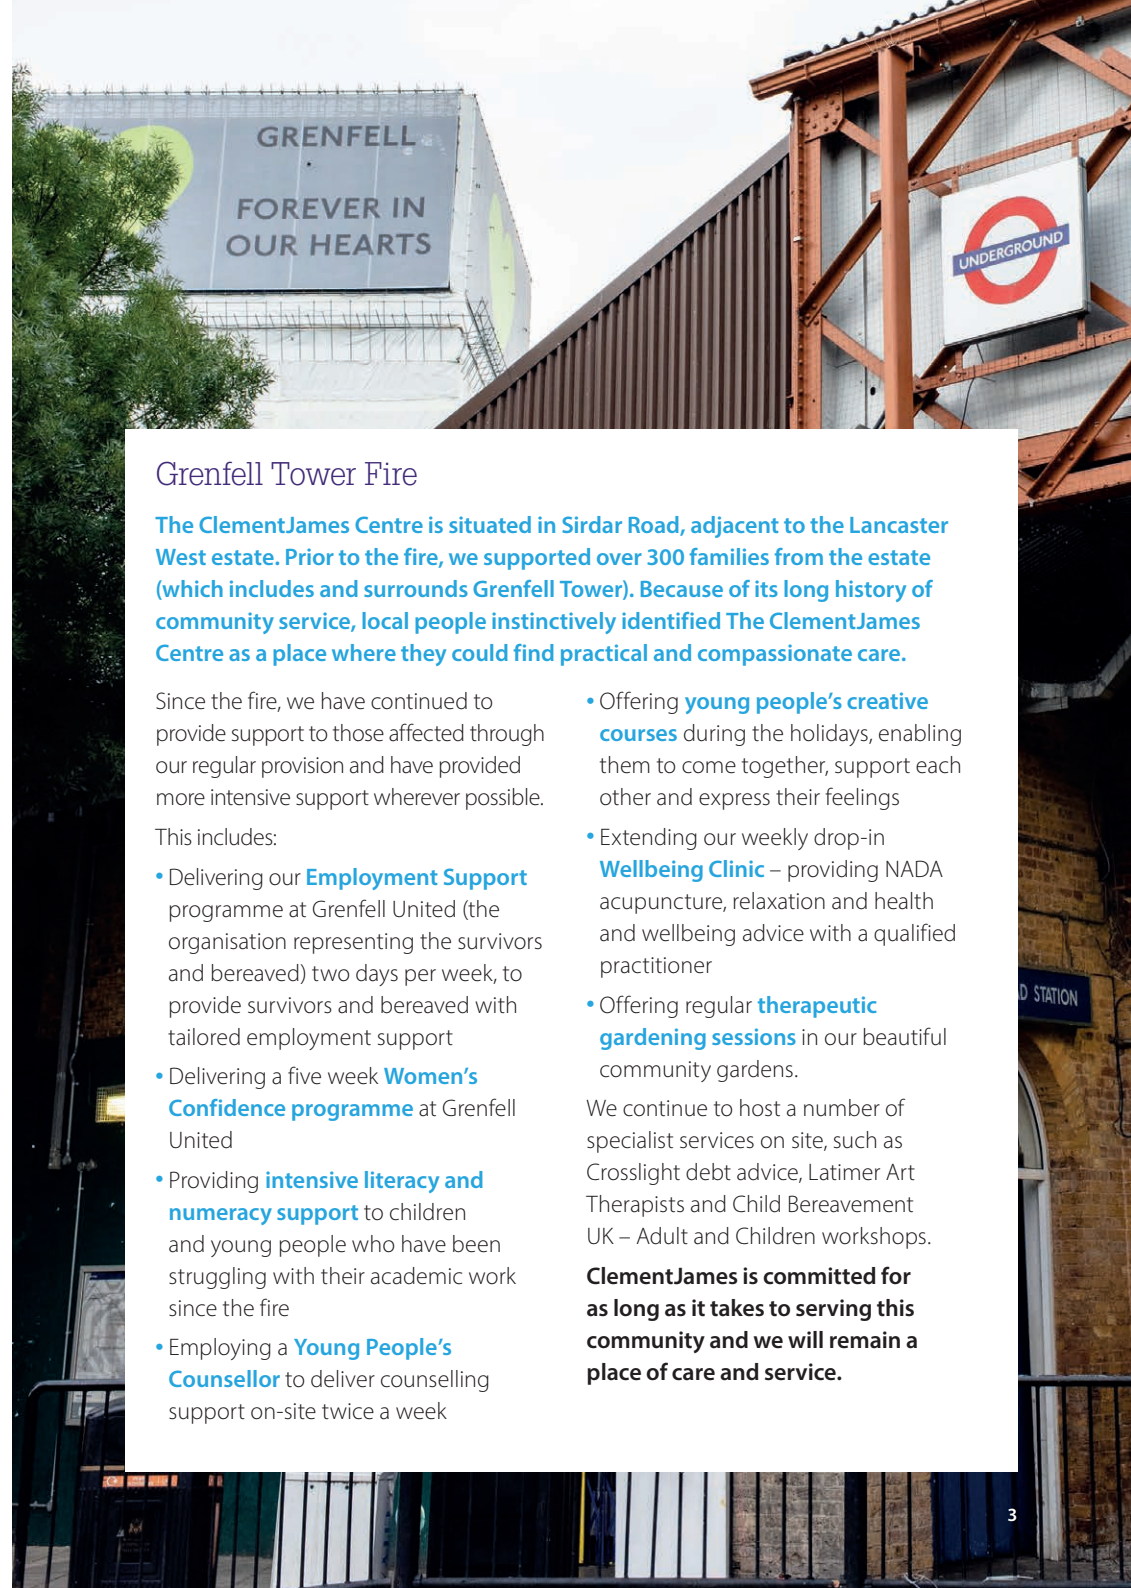 GRENFELL
FOREVER IN
OUR HEARTS
UNDERGROUND
Grenfell Tower Fire
The ClementJames Centre is situated in Sirdar Road, adjacent to the Lancaster
West estate. Prior to the fire, we supported over 300 families from the estate
(which includes and surrounds Grenfell Tower). Because of its long history of
community service, local people instinctively identified The ClementJames
Centre as a place where they could find practical and compassionate care.
Since the fire, we have continued to
provide support to those affected through
our regular provision and have provided
more intensive support wherever possible.
This includes:
• Delivering our Employment Support
programme at Grenfell United (the
organisation representing the survivors
and bereaved) two days per week, to
provide survivors and bereaved with
tailored employment support
• Delivering a five week Women’s
Confidence programme at Grenfell
United
• Providing intensive literacy and
numeracy support to children
and young people who have been
struggling with their academic work
since the fire
• Employing a Young People’s
Counsellor to deliver counselling
support on-site twice a week
• Offering young people’s creative
courses during the holidays, enabling
them to come together, support each
other and express their feelings
• Extending our weekly drop-in
Wellbeing Clinic – providing NADA
acupuncture, relaxation and health
and wellbeing advice with a qualified
practitioner
• Offering regular therapeutic
gardening sessions in our beautiful
community gardens.
We continue to host a number of
specialist services on site, such as
Crosslight debt advice, Latimer Art
Therapists and Child Bereavement
UK – Adult and Children workshops.
ClementJames is committed for
as long as it takes to serving this
community and we will remain a
place of care and service.
D STATION
3